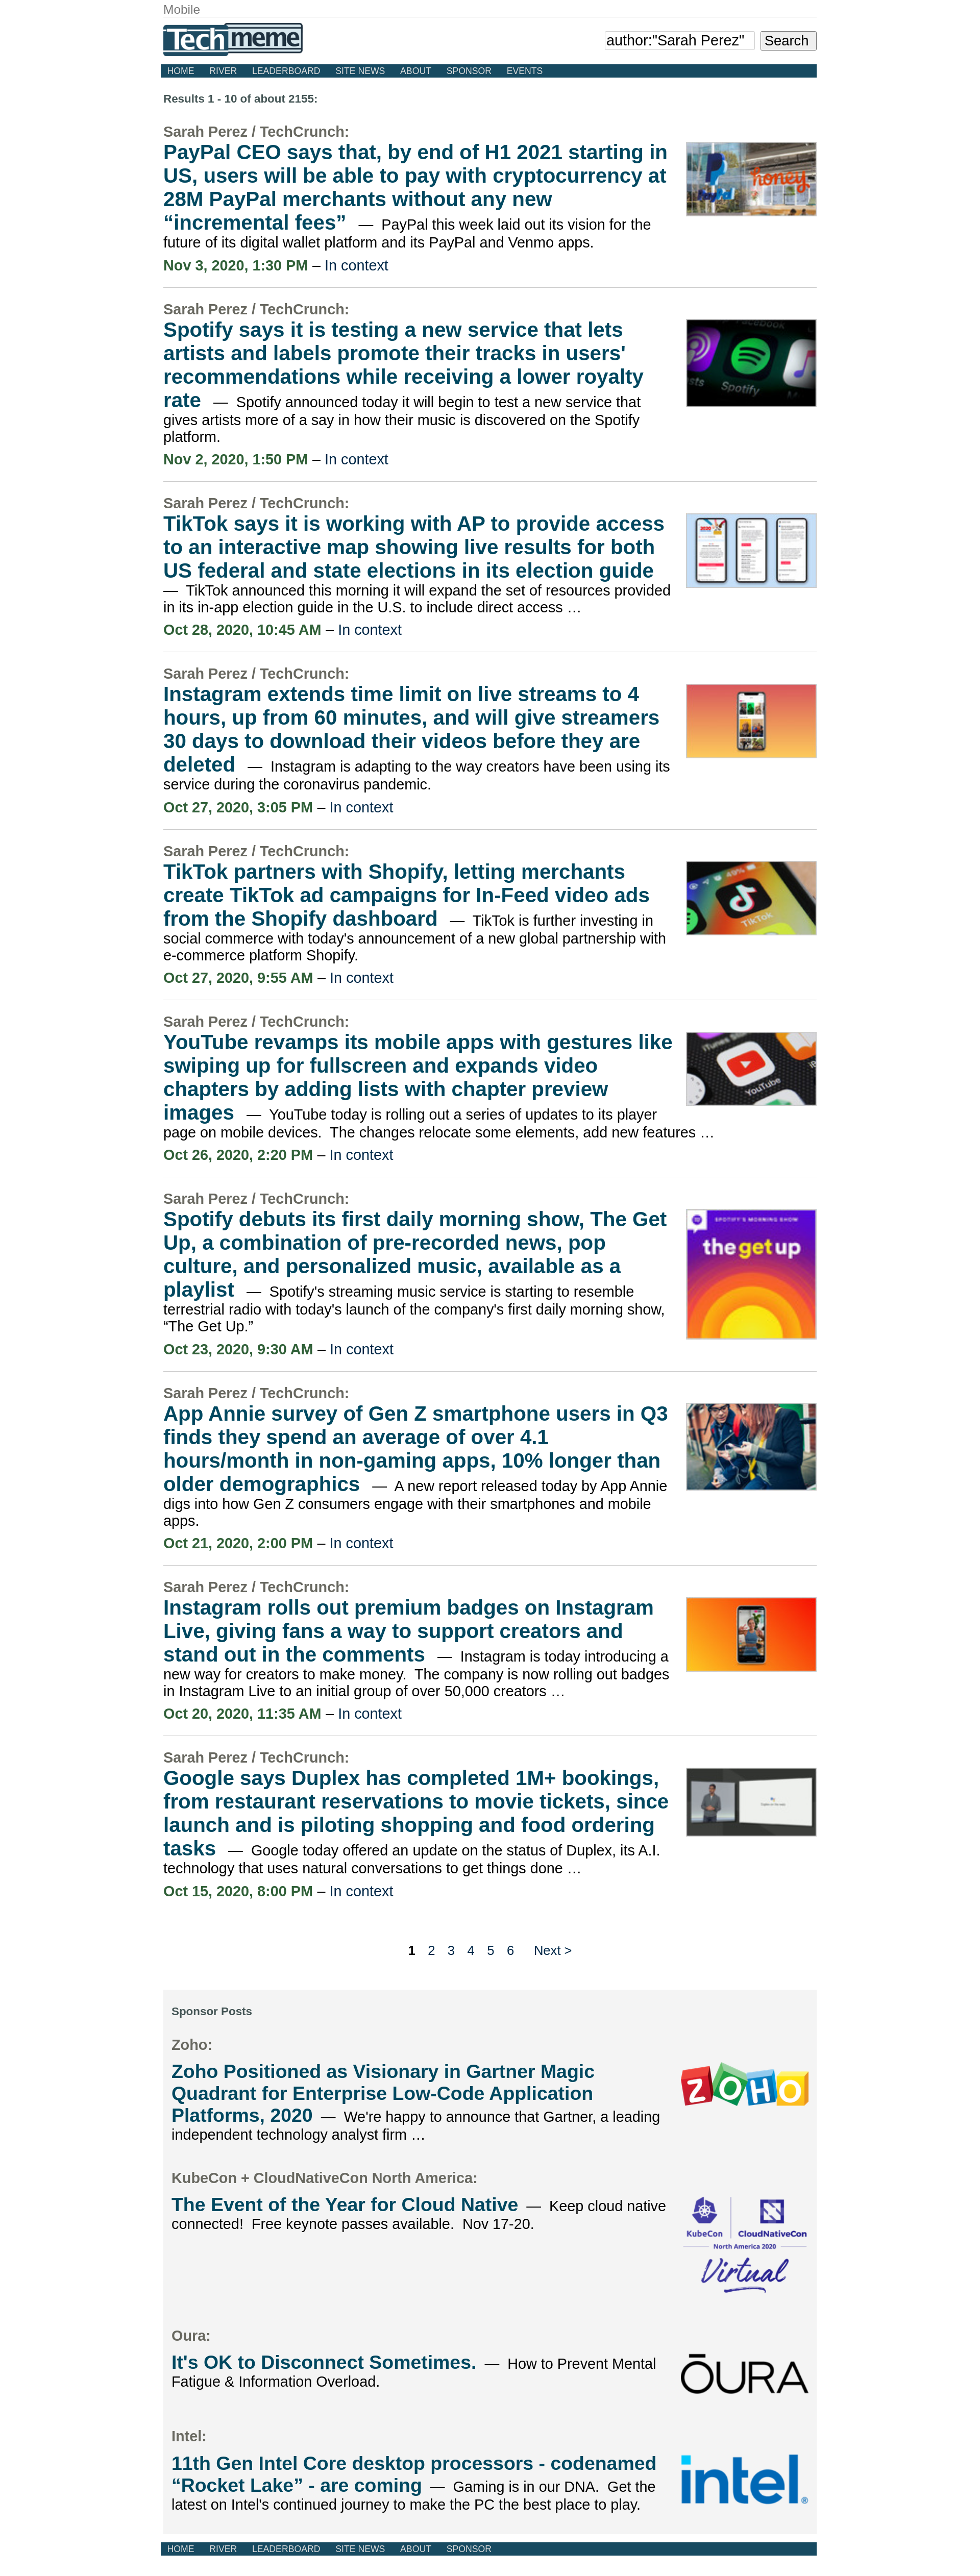 Mobile
Techmeme
author:"Sarah Perez"
Search
HOME RIVER LEADERBOARD SITE NEWS ABOUT SPONSOR EVENTS
Results 1 - 10 of about 2155:
Sarah Perez / TechCrunch:
PayPal CEO says that, by end of H1 2021 starting in
US, users will be able to pay with cryptocurrency at
28M PayPal merchants without any new
“incremental fees” — PayPal this week laid out its vision for the
future of its digital wallet platform and its PayPal and Venmo apps.
PayPal
honey
Nov 3, 2020, 1:30 PM – In context
Sarah Perez / TechCrunch:
Spotify says it is testing a new service that lets
artists and labels promote their tracks in users'
recommendations while receiving a lower royalty
rate — Spotify announced today it will begin to test a new service that
gives artists more of a say in how their music is discovered on the Spotify
platform.
Spotify
Nov 2, 2020, 1:50 PM – In context
Sarah Perez / TechCrunch:
TikTok says it is working with AP to provide access
to an interactive map showing live results for both
US federal and state elections in its election guide
— TikTok announced this morning it will expand the set of resources provided
in its in-app election guide in the U.S. to include direct access …
Oct 28, 2020, 10:45 AM – In context
Sarah Perez / TechCrunch:
Instagram extends time limit on live streams to 4
hours, up from 60 minutes, and will give streamers
30 days to download their videos before they are
deleted — Instagram is adapting to the way creators have been using its
service during the coronavirus pandemic.
Oct 27, 2020, 3:05 PM – In context
Sarah Perez / TechCrunch:
TikTok partners with Shopify, letting merchants
create TikTok ad campaigns for In-Feed video ads
from the Shopify dashboard — TikTok is further investing in
social commerce with today's announcement of a new global partnership with
e-commerce platform Shopify.
TikTok
Oct 27, 2020, 9:55 AM – In context
Sarah Perez / TechCrunch:
YouTube revamps its mobile apps with gestures like
swiping up for fullscreen and expands video
chapters by adding lists with chapter preview
images — YouTube today is rolling out a series of updates to its player
page on mobile devices. The changes relocate some elements, add new features …
YouTube
Oct 26, 2020, 2:20 PM – In context
Sarah Perez / TechCrunch:
Spotify debuts its first daily morning show, The Get
Up, a combination of pre-recorded news, pop
culture, and personalized music, available as a
playlist — Spotify's streaming music service is starting to resemble
terrestrial radio with today's launch of the company's first daily morning show,
“The Get Up.”
SPOTIFY'S MORNING SHOW
the get up
Oct 23, 2020, 9:30 AM – In context
Sarah Perez / TechCrunch:
App Annie survey of Gen Z smartphone users in Q3
finds they spend an average of over 4.1
hours/month in non-gaming apps, 10% longer than
older demographics — A new report released today by App Annie
digs into how Gen Z consumers engage with their smartphones and mobile
apps.
Oct 21, 2020, 2:00 PM – In context
Sarah Perez / TechCrunch:
Instagram rolls out premium badges on Instagram
Live, giving fans a way to support creators and
stand out in the comments — Instagram is today introducing a
new way for creators to make money. The company is now rolling out badges
in Instagram Live to an initial group of over 50,000 creators …
Oct 20, 2020, 11:35 AM – In context
Sarah Perez / TechCrunch:
Google says Duplex has completed 1M+ bookings,
from restaurant reservations to movie tickets, since
launch and is piloting shopping and food ordering
tasks — Google today offered an update on the status of Duplex, its A.I.
technology that uses natural conversations to get things done …
Oct 15, 2020, 8:00 PM – In context
1 2 3 4 5 6 Next >
Sponsor Posts
Zoho:
Zoho Positioned as Visionary in Gartner Magic
Quadrant for Enterprise Low-Code Application
Platforms, 2020 — We're happy to announce that Gartner, a leading
independent technology analyst firm …
ZOHO
KubeCon + CloudNativeCon North America:
The Event of the Year for Cloud Native — Keep cloud native
connected! Free keynote passes available. Nov 17-20.
KubeCon CloudNativeCon
North America 2020
Virtual
Oura:
It's OK to Disconnect Sometimes. — How to Prevent Mental
Fatigue & Information Overload.
ŌURA
Intel:
11th Gen Intel Core desktop processors - codenamed
“Rocket Lake” - are coming — Gaming is in our DNA. Get the
latest on Intel's continued journey to make the PC the best place to play.
intel®
HOME RIVER LEADERBOARD SITE NEWS ABOUT SPONSOR